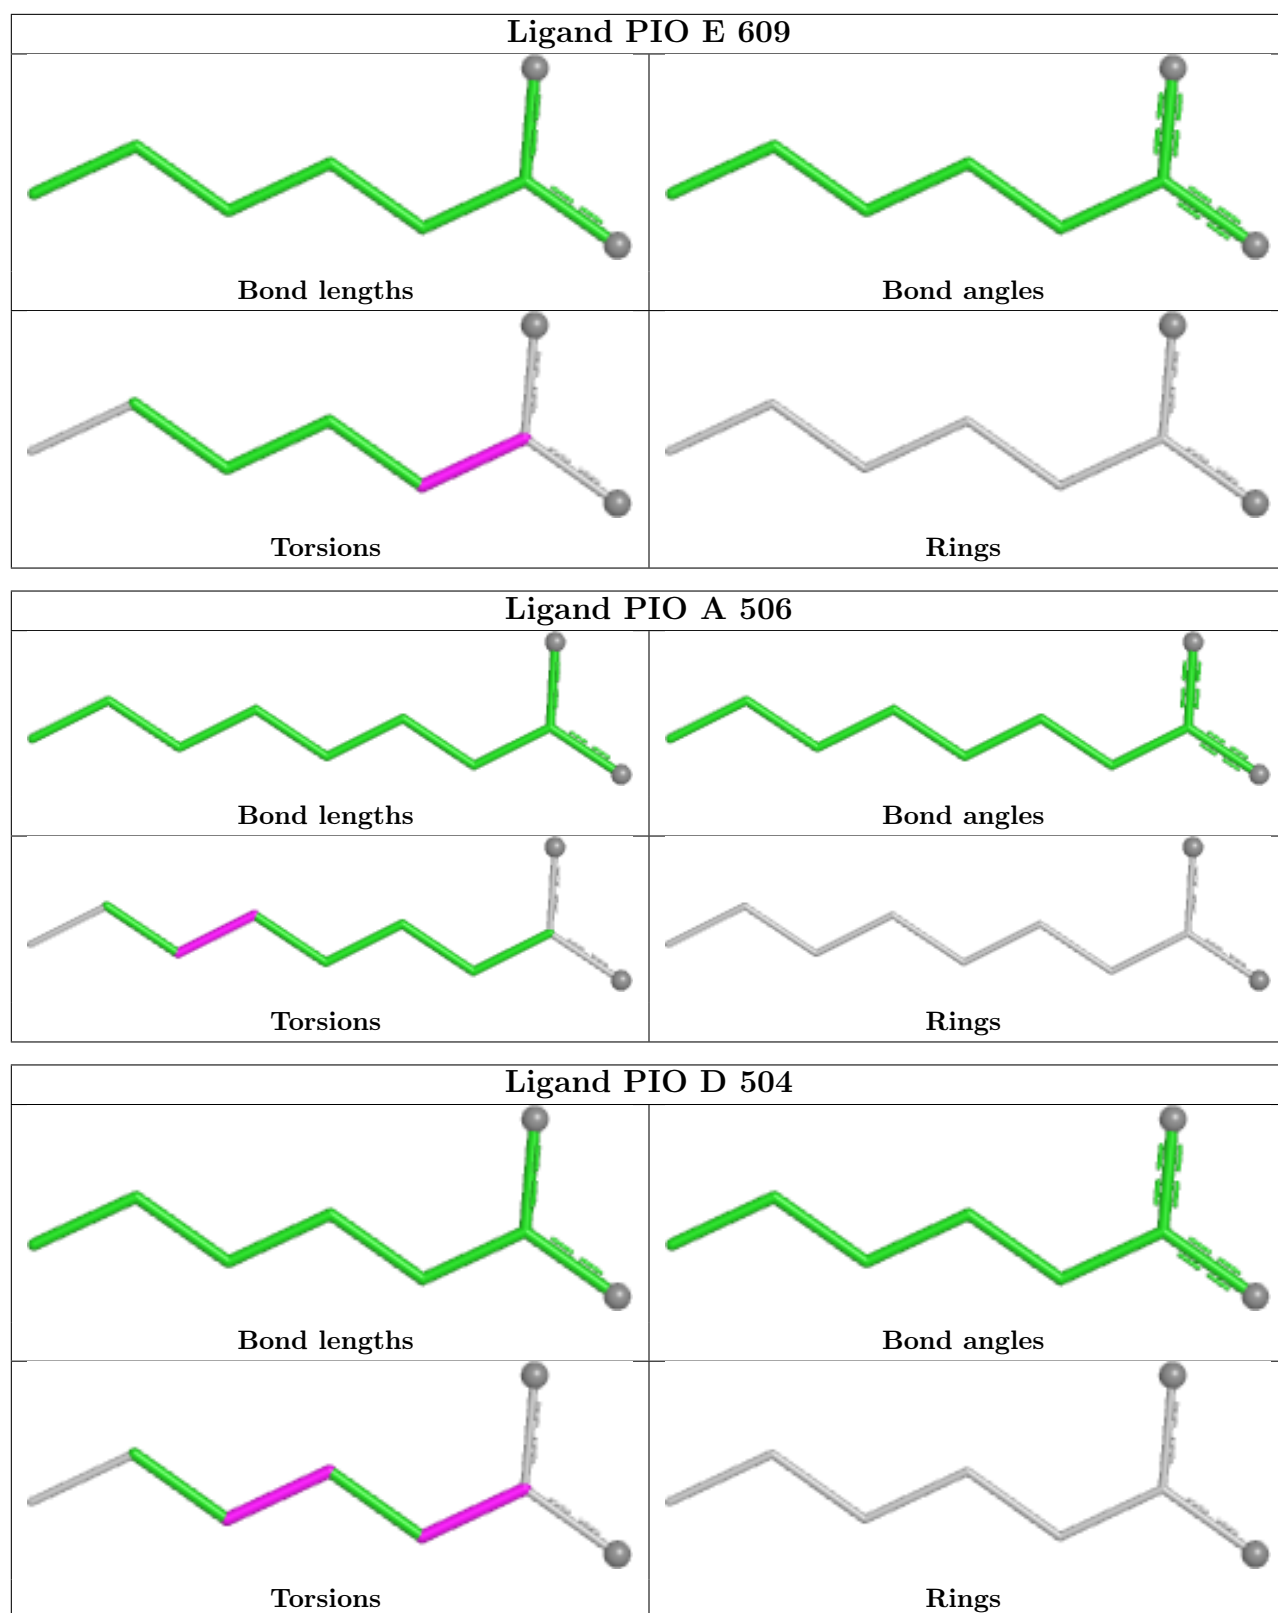 Ligand PIO E 609
Bond lengths
Bond angles
Torsions
Rings
Ligand PIO A 506
Bond lengths
Bond angles
Torsions
Rings
Ligand PIO D 504
Bond lengths
Bond angles
Torsions
Rings